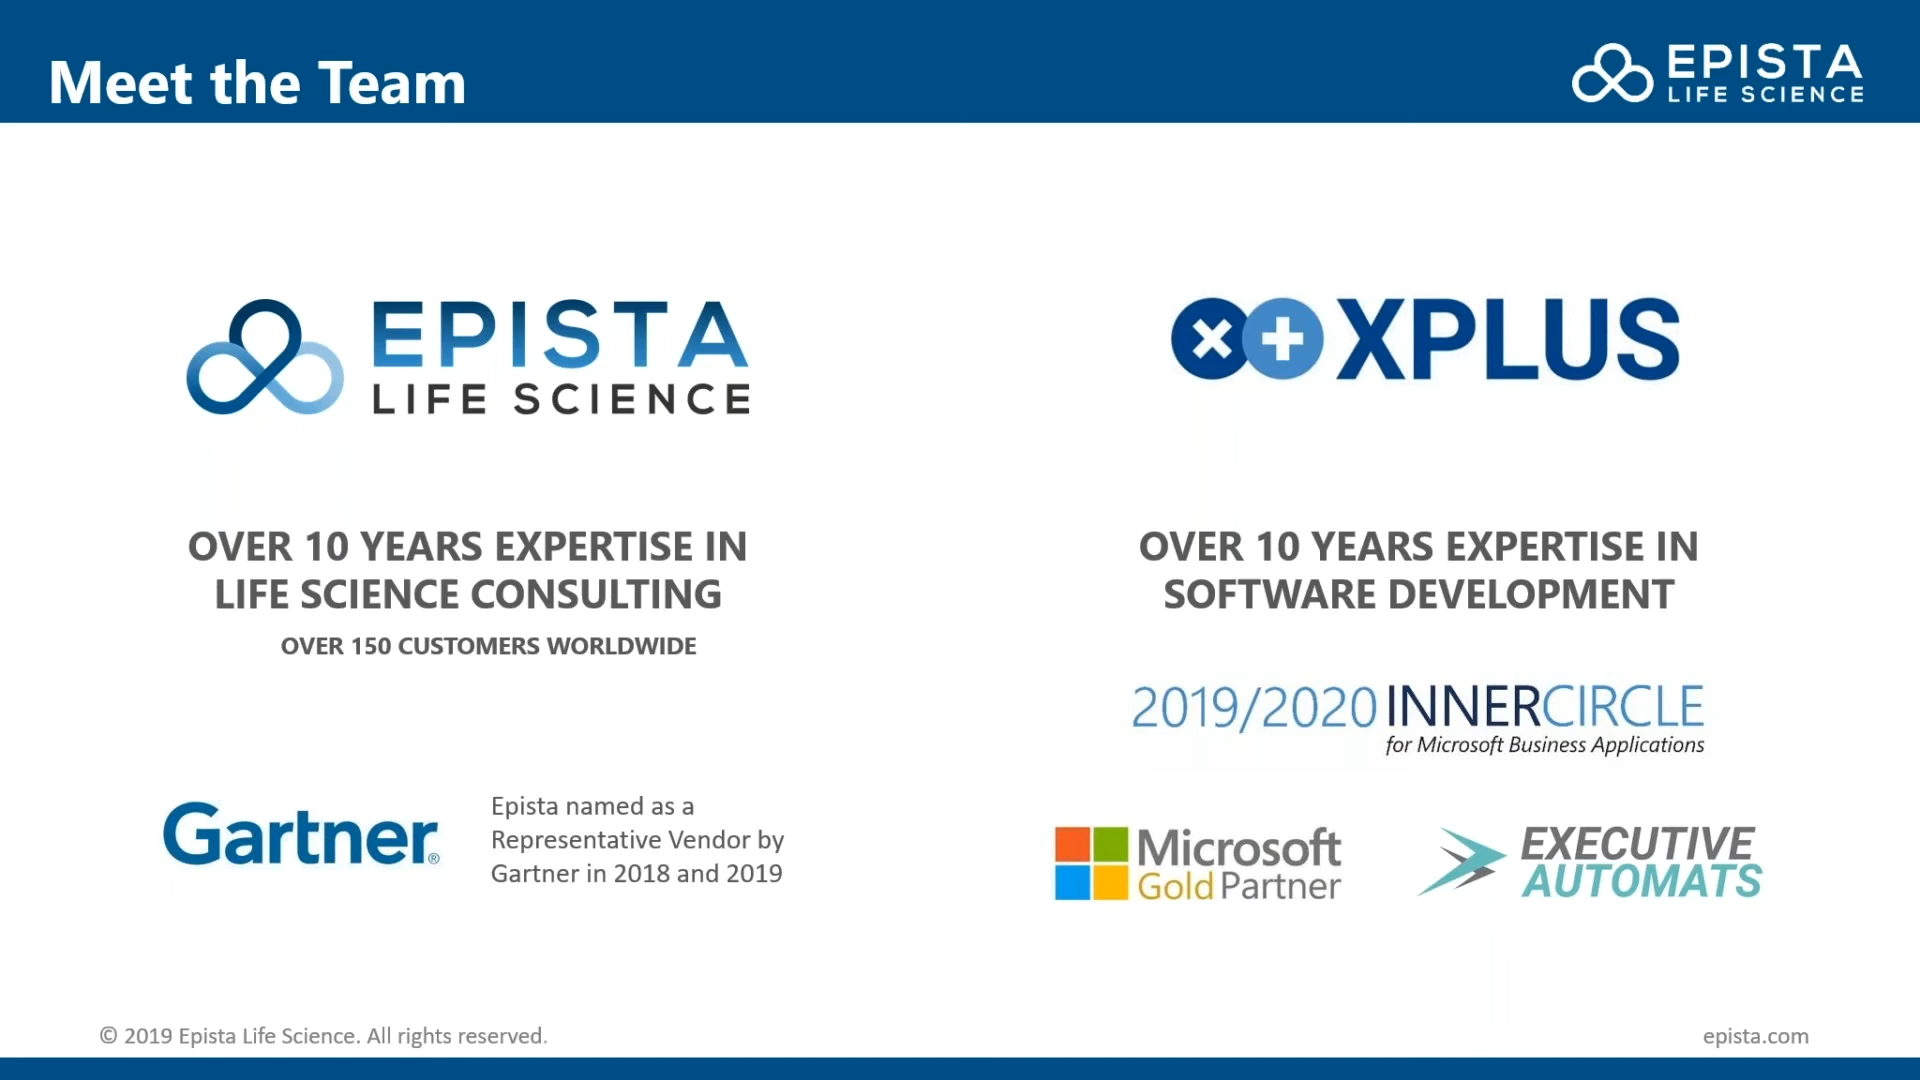 Meet the Team
EPISTA
LIFE SCIENCE
EPISTA
LIFE SCIENCE
OVER 10 YEARS EXPERTISE IN
LIFE SCIENCE CONSULTING
OVER 150 CUSTOMERS WORLDWIDE
Gartner®
Epista named as a
Representative Vendor by
Gartner in 2018 and 2019
XPLUS
OVER 10 YEARS EXPERTISE IN
SOFTWARE DEVELOPMENT
2019/2020 INNERCIRCLE
for Microsoft Business Applications
Microsoft
Gold Partner
EXECUTIVE
AUTOMATS
© 2019 Epista Life Science. All rights reserved.
epista.com